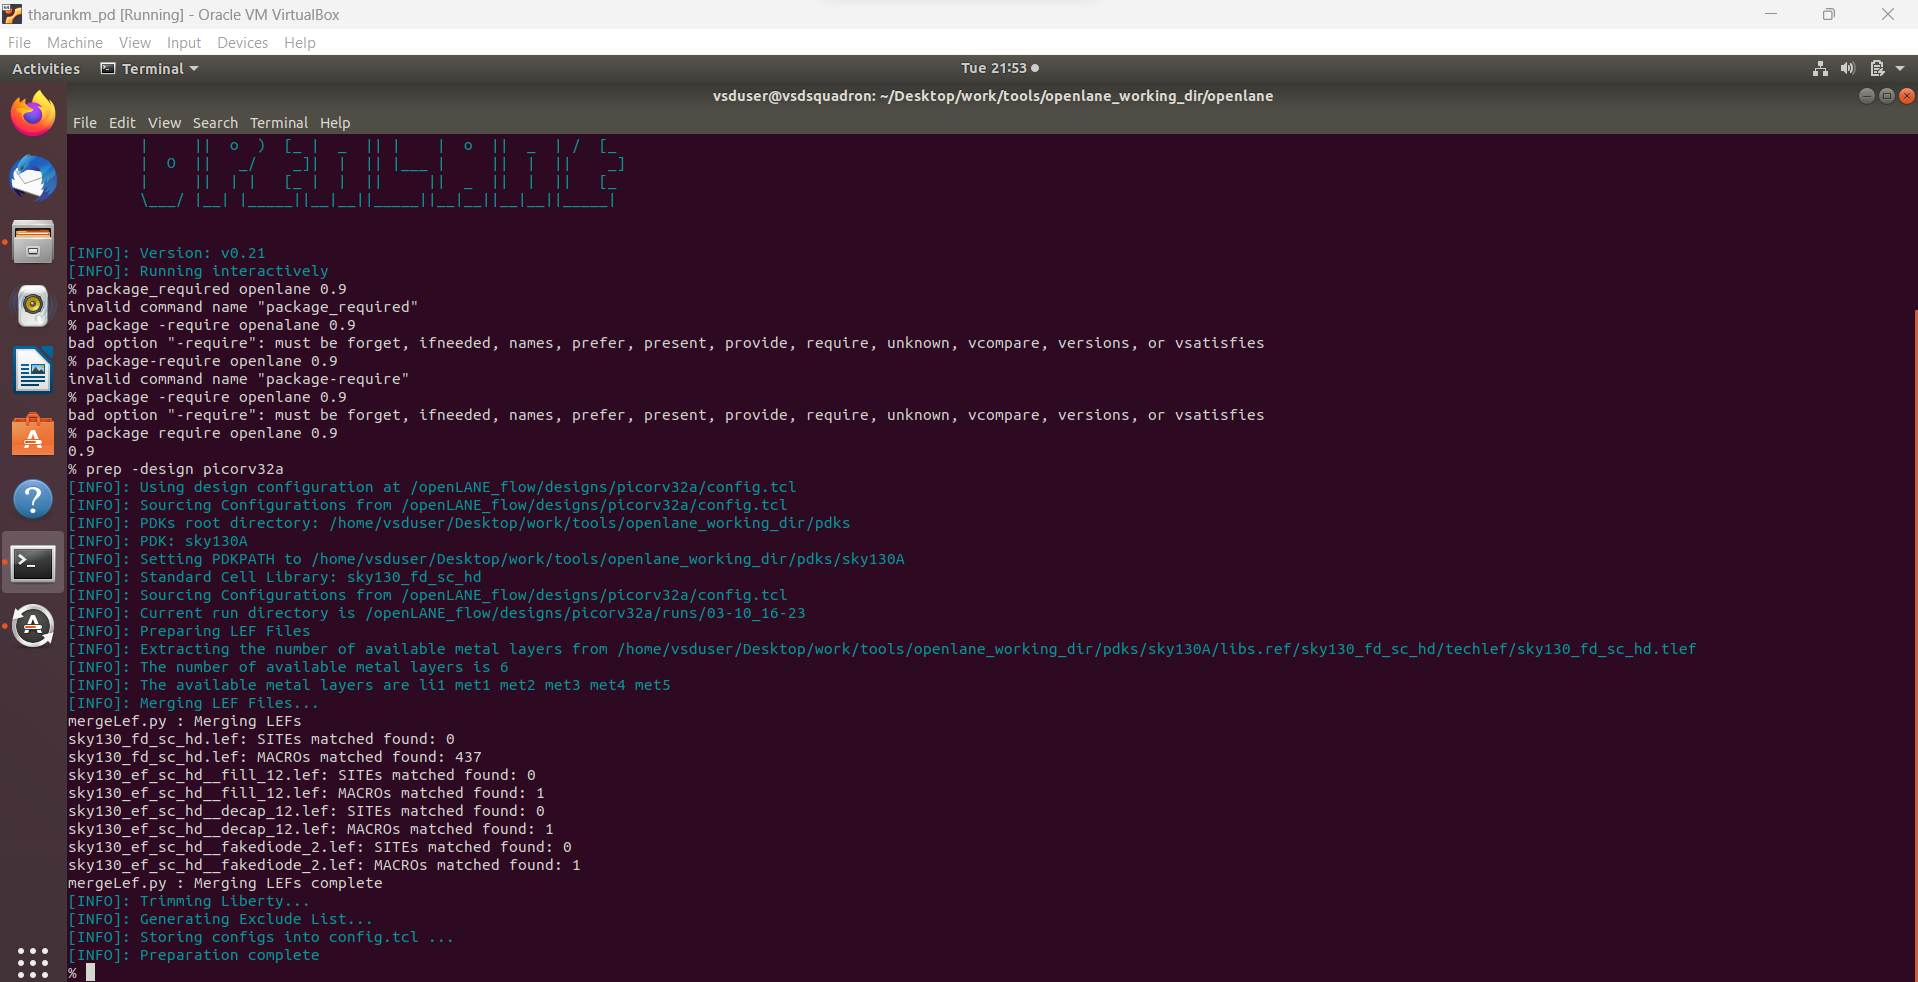 tharunkm_pd [Running] - Oracle VM VirtualBox
File Machine View Input Devices Help
Activities Terminal Tue 21:53
vsduser@vsdsquadron: ~/Desktop/work/tools/openlane_working_dir/openlane
File Edit View Search Terminal Help
[INFO]: Version: v0.21
[INFO]: Running interactively
% package_required openlane 0.9
invalid command name "package_required"
% package -require openalane 0.9
bad option "-require": must be forget, ifneeded, names, prefer, present, provide, require, unknown, vcompare, versions, or vsatisfies
% package-require openlane 0.9
invalid command name "package-require"
% package -require openlane 0.9
bad option "-require": must be forget, ifneeded, names, prefer, present, provide, require, unknown, vcompare, versions, or vsatisfies
% package require openlane 0.9
0.9
% prep -design picorv32a
[INFO]: Using design configuration at /openLANE_flow/designs/picorv32a/config.tcl
[INFO]: Sourcing Configurations from /openLANE_flow/designs/picorv32a/config.tcl
[INFO]: PDKs root directory: /home/vsduser/Desktop/work/tools/openlane_working_dir/pdks
[INFO]: PDK: sky130A
[INFO]: Setting PDKPATH to /home/vsduser/Desktop/work/tools/openlane_working_dir/pdks/sky130A
[INFO]: Standard Cell Library: sky130_fd_sc_hd
[INFO]: Sourcing Configurations from /openLANE_flow/designs/picorv32a/config.tcl
[INFO]: Current run directory is /openLANE_flow/designs/picorv32a/runs/03-10_16-23
[INFO]: Preparing LEF Files
[INFO]: Extracting the number of available metal layers from /home/vsduser/Desktop/work/tools/openlane_working_dir/pdks/sky130A/libs.ref/sky130_fd_sc_hd/techlef/sky130_fd_sc_hd.tlef
[INFO]: The number of available metal layers is 6
[INFO]: The available metal layers are li1 met1 met2 met3 met4 met5
[INFO]: Merging LEF Files...
mergeLef.py : Merging LEFs
sky130_fd_sc_hd.lef: SITEs matched found: 0
sky130_fd_sc_hd.lef: MACROs matched found: 437
sky130_ef_sc_hd__fill_12.lef: SITEs matched found: 0
sky130_ef_sc_hd__fill_12.lef: MACROs matched found: 1
sky130_ef_sc_hd__decap_12.lef: SITEs matched found: 0
sky130_ef_sc_hd__decap_12.lef: MACROs matched found: 1
sky130_ef_sc_hd__fakediode_2.lef: SITEs matched found: 0
sky130_ef_sc_hd__fakediode_2.lef: MACROs matched found: 1
mergeLef.py : Merging LEFs complete
[INFO]: Trimming Liberty...
[INFO]: Generating Exclude List...
[INFO]: Storing configs into config.tcl ...
[INFO]: Preparation complete
%